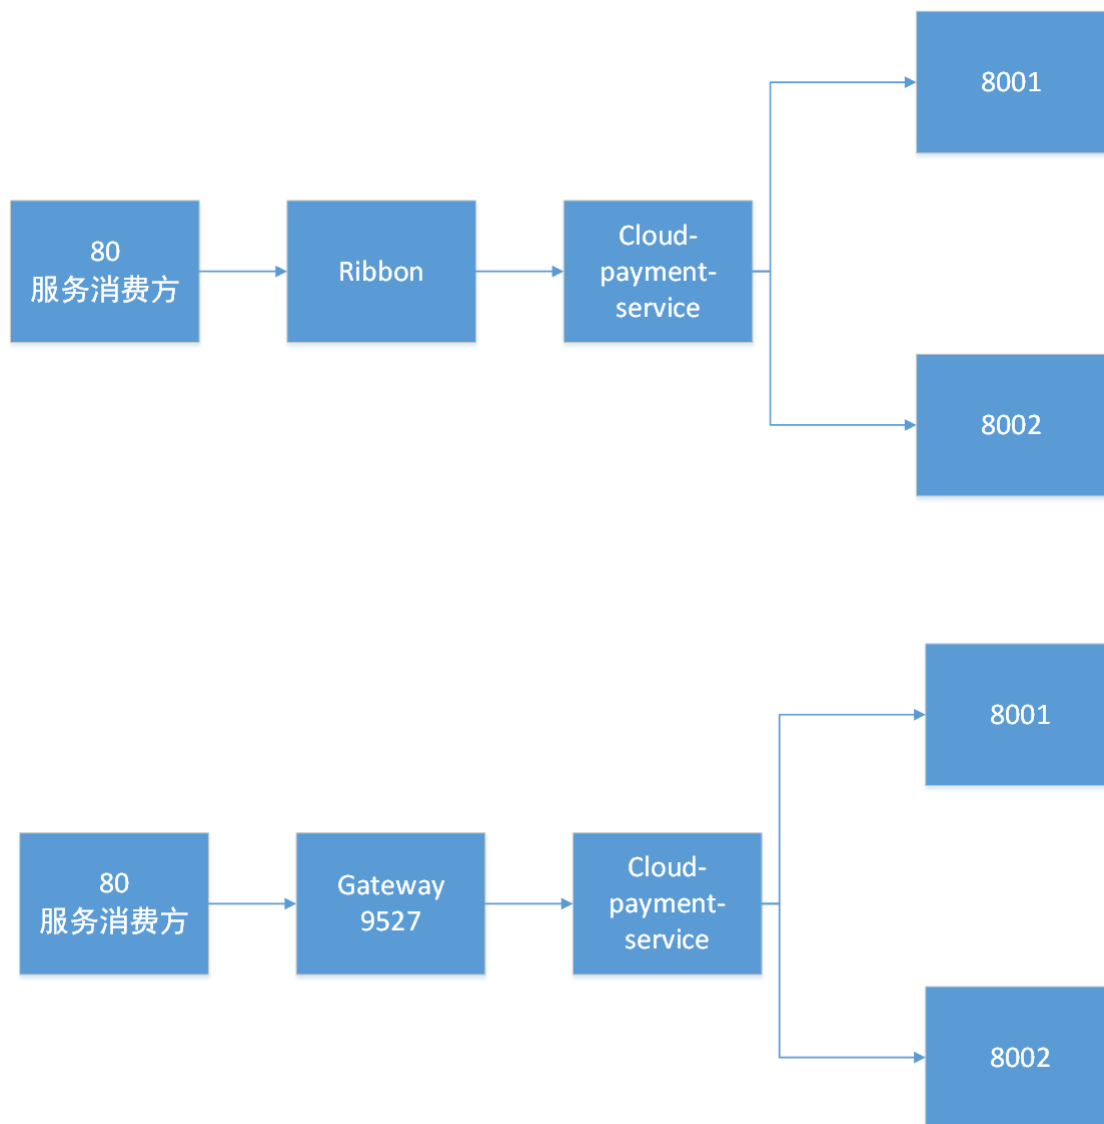 8001
80
服务消费方
Ribbon
Cloud-
payment-
service
8002
8001
80
服务消费方
Gateway
9527
Cloud-
payment-
service
8002